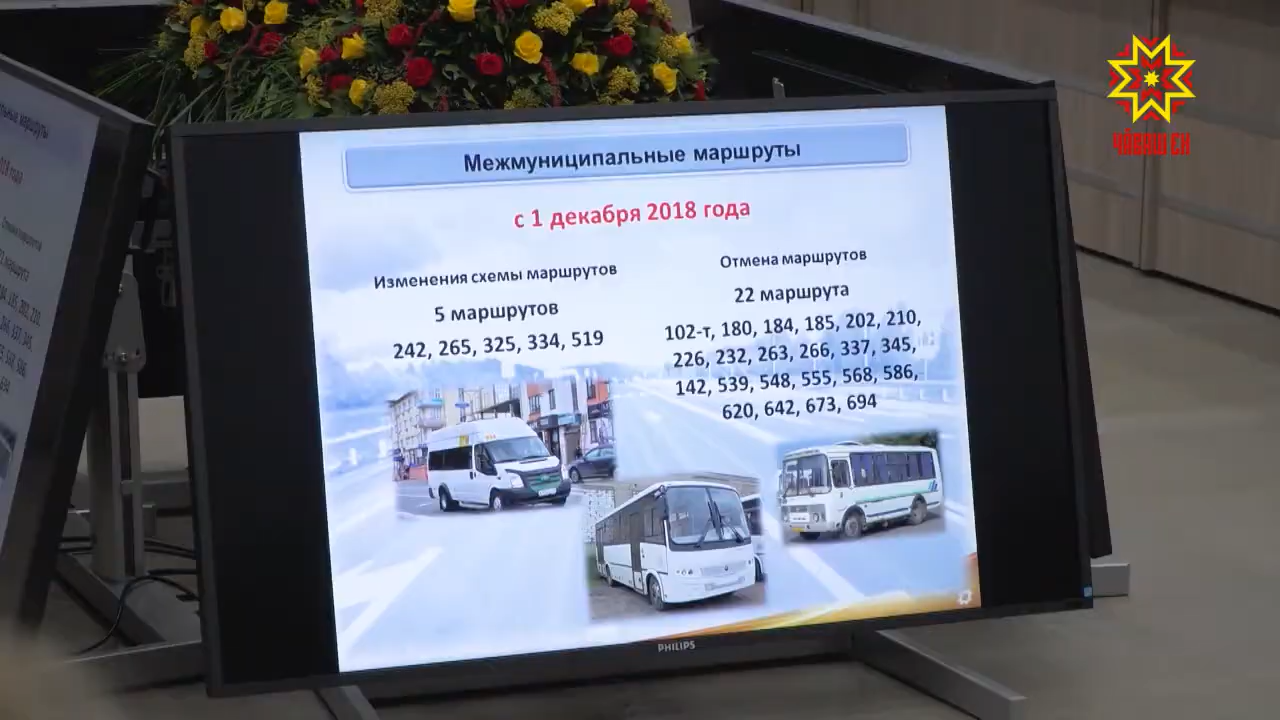 Межмуниципальные маршруты
с 1 декабря 2018 года
Изменения схемы маршрутов
5 маршрутов
242, 265, 325, 334, 519
Отмена маршрутов
22 маршрута
102-т, 180, 184, 185, 202, 210,
226, 232, 263, 266, 337, 345,
142, 539, 548, 555, 568, 586,
620, 642, 673, 694
PHILIPS
ЧӐВАШ ЕН